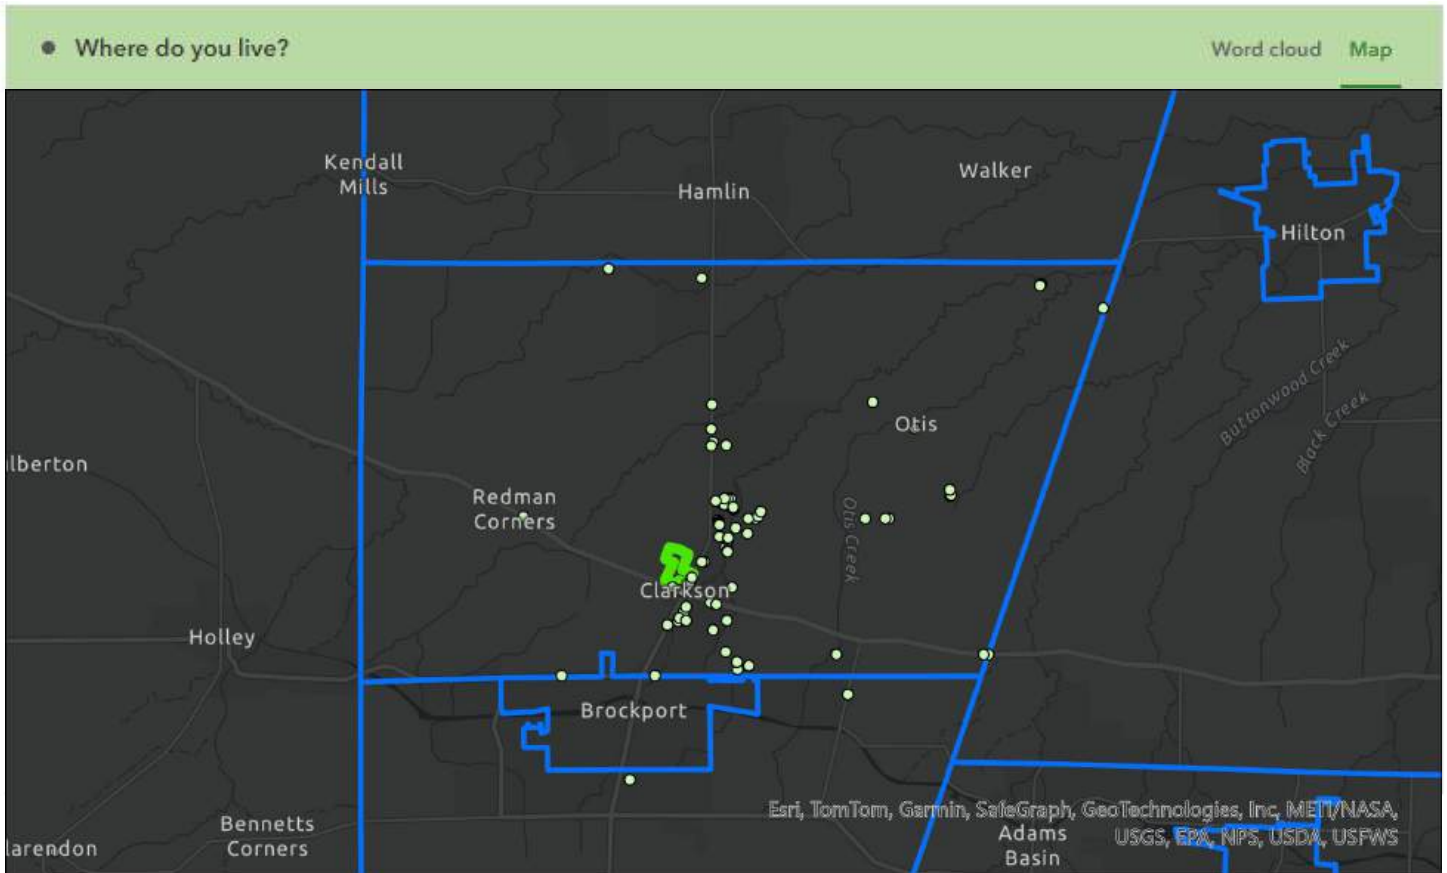 Where do you live?
Word cloud Map
Kendall
Mills
Hamlin
Walker
Hilton
Buttonwood Creek
Black Creek
Otis
lberton
Redman
Corners
Otis Creek
Clarkson
Holley
Brockport
Esri, TomTom, Garmin, SafeGraph, GeoTechnologies, Inc, METI/NASA,
USGS, EPA, NPS, USDA, USFWS
Adams
Basin
Bennetts
Corners
larendon